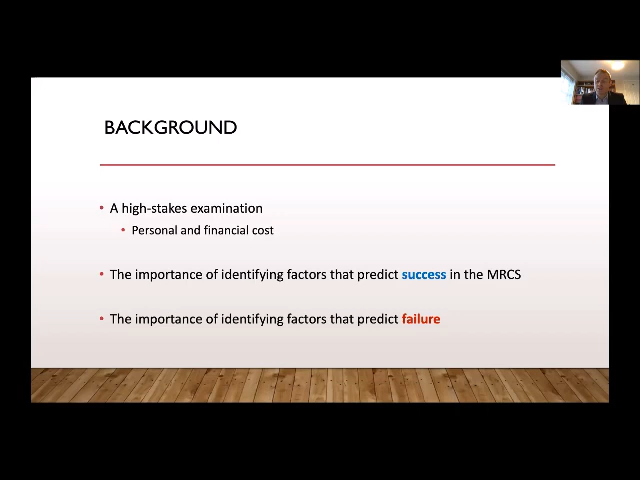 BACKGROUND
• A high-stakes examination
• Personal and financial cost
• The importance of identifying factors that predict success in the MRCS
• The importance of identifying factors that predict failure